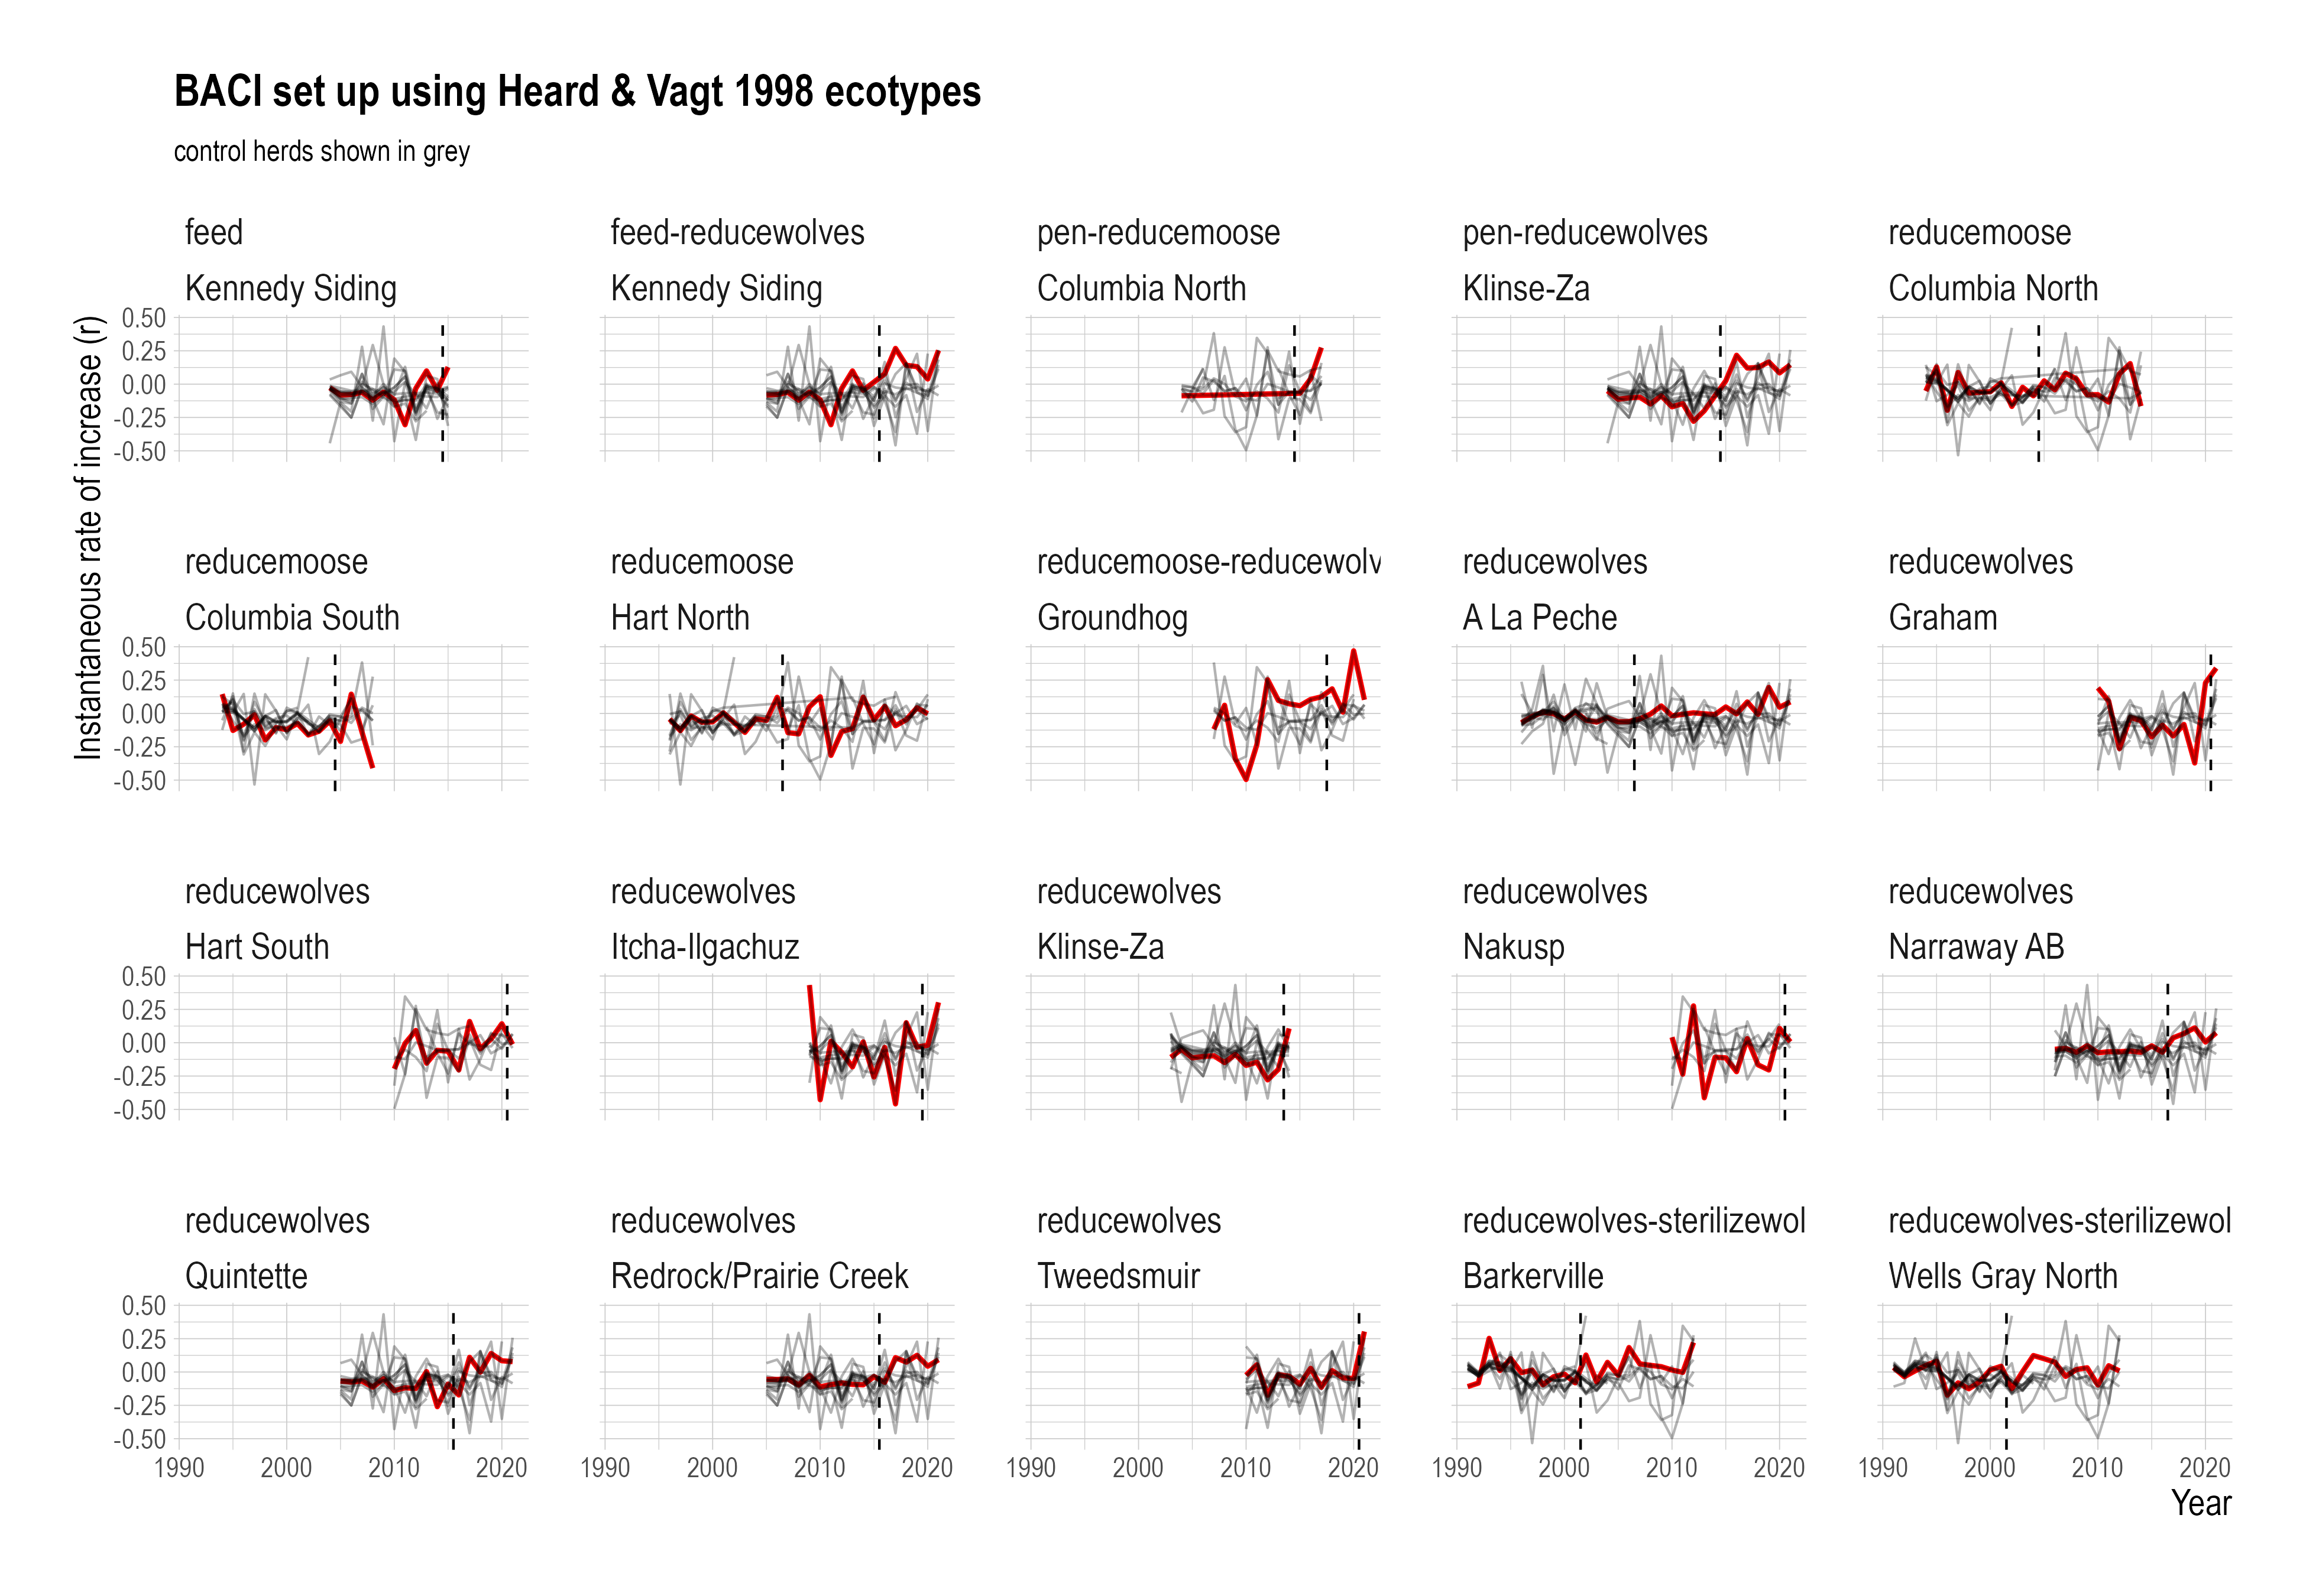 BACI set up using Heard & Vagt 1998 ecotypes
control herds shown in grey
Instantaneous rate of increase (r)
feed
Kennedy Siding
feed-reducewolves
Kennedy Siding
pen-reducemoose
Columbia North
pen-reducewolves
Klinse-Za
reducemoose
Columbia North
0.50
0.25
0.00
-0.25
-0.50
reducemoose
Columbia South
reducemoose
Hart North
reducemoose-reducewolv
Groundhog
reducewolves
A La Peche
reducewolves
Graham
0.50
0.25
0.00
-0.25
-0.50
reducewolves
Hart South
reducewolves
Itcha-Ilgachuz
reducewolves
Klinse-Za
reducewolves
Nakusp
reducewolves
Narraway AB
0.50
0.25
0.00
-0.25
-0.50
reducewolves
Quintette
reducewolves
Redrock/Prairie Creek
reducewolves
Tweedsmuir
reducewolves-sterilizewol
Barkerville
reducewolves-sterilizewol
Wells Gray North
0.50
0.25
0.00
-0.25
-0.50
1990 2000 2010 2020
1990 2000 2010 2020
1990 2000 2010 2020
1990 2000 2010 2020
1990 2000 2010 2020
Year